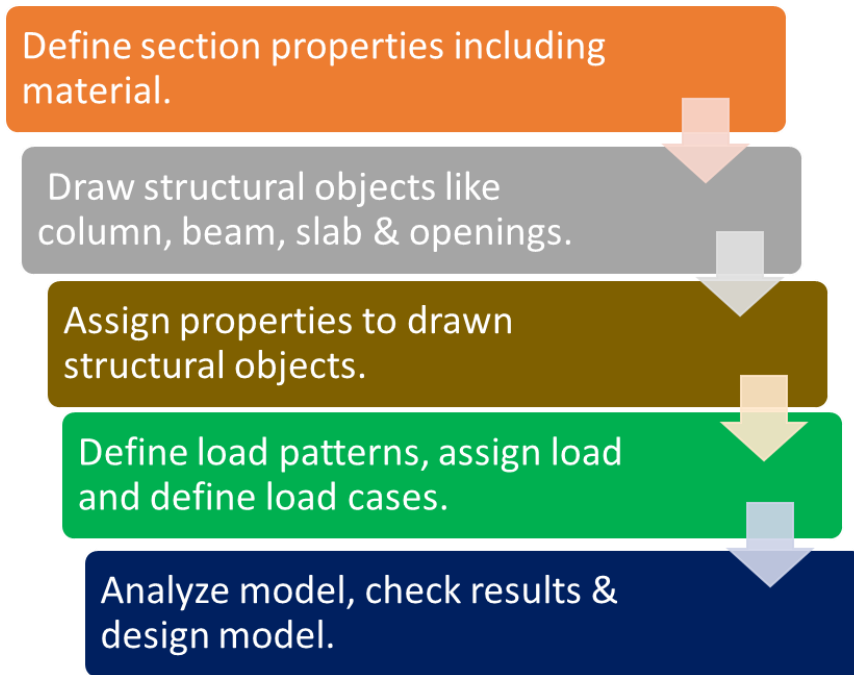 Define section properties including
material.
Draw structural objects like
column, beam, slab & openings.
Assign properties to drawn
structural objects.
Define load patterns, assign load
and define load cases.
Analyze model, check results &
design model.